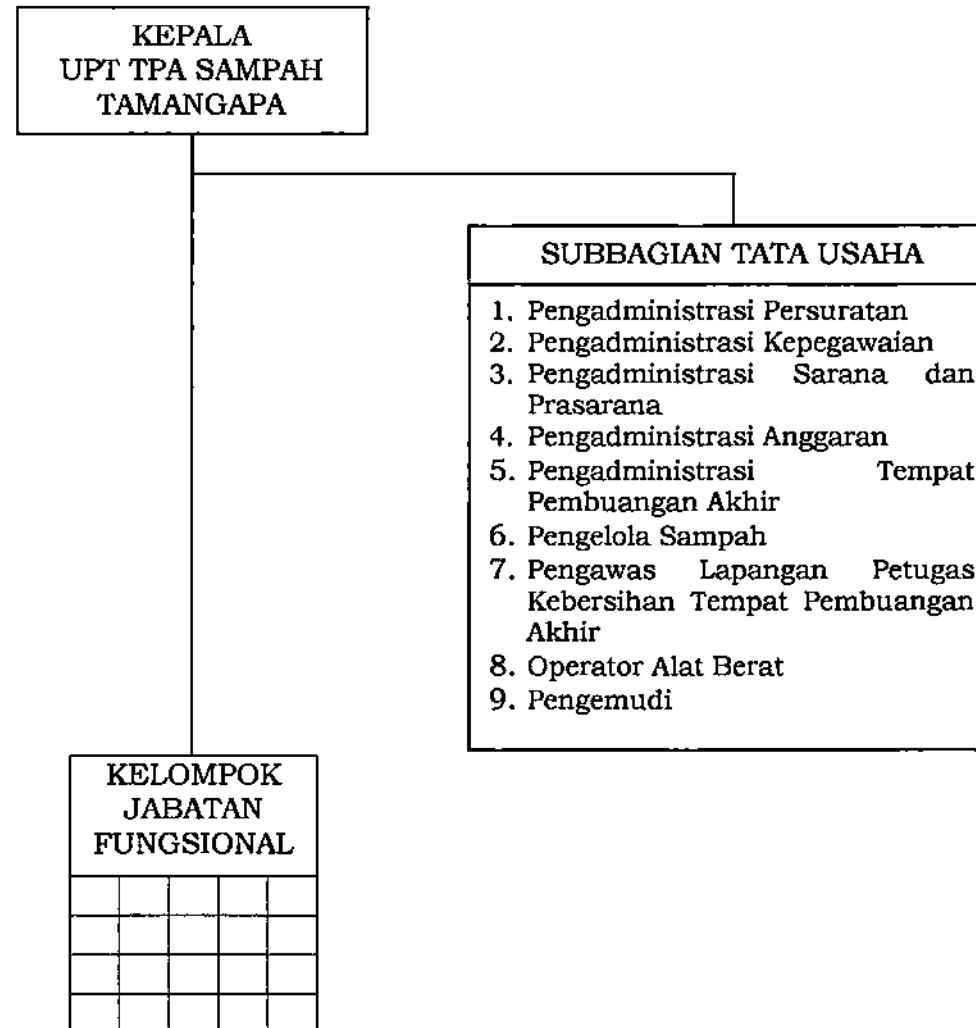 KEPALA
UPT TPA SAMPAH
TAMANGAPA
SUBBAGIAN TATA USAHA
1. Pengadministrasi Persuratan
2. Pengadministrasi Kepegawaian
3. Pengadministrasi Sarana dan
Prasarana
4. Pengadministrasi Anggaran
5. Pengadministrasi Tempat
Pembuangan Akhir
6. Pengelola Sampah
7. Pengawas Lapangan Petugas
Kebersihan Tempat Pembuangan
Akhir
8. Operator Alat Berat
9. Pengemudi
KELOMPOK
JABATAN
FUNGSIONAL